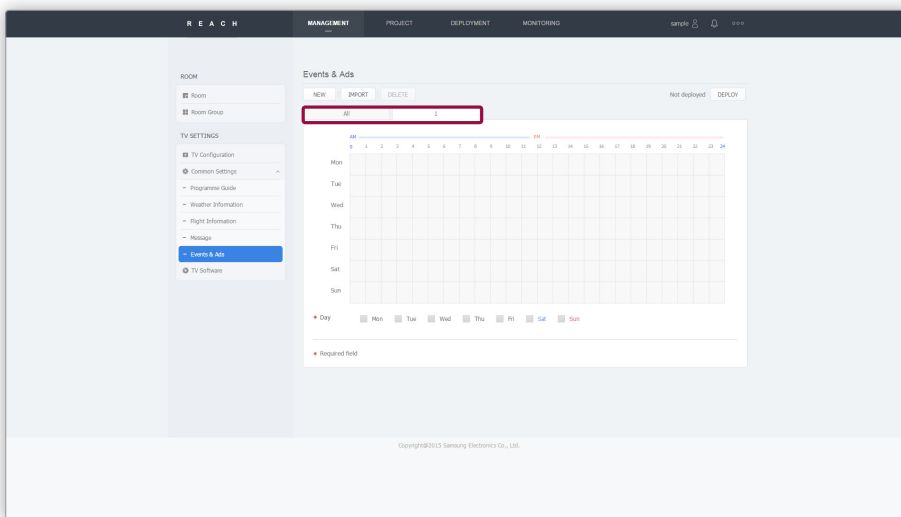 REACH MANAGEMENT PROJECT DEPLOYMENT MONITORING sample
ROOM
Room
Room Group
TV SETTINGS
TV Configuration
Common Settings
Programme Guide
Weather Information
Flight Information
Message
Events & Ads
TV Software
Events & Ads
NEW IMPORT DELETE Not deployed DEPLOY
All 1
AM PM
0 1 2 3 4 5 6 7 8 9 10 11 12 13 14 15 16 17 18 19 20 21 22 23 24
Mon
Tue
Wed
Thu
Fri
Sat
Sun
* Day Mon Tue Wed Thu Fri Sat Sun
* Required field
Copyright@2015 Samsung Electronics Co., Ltd.